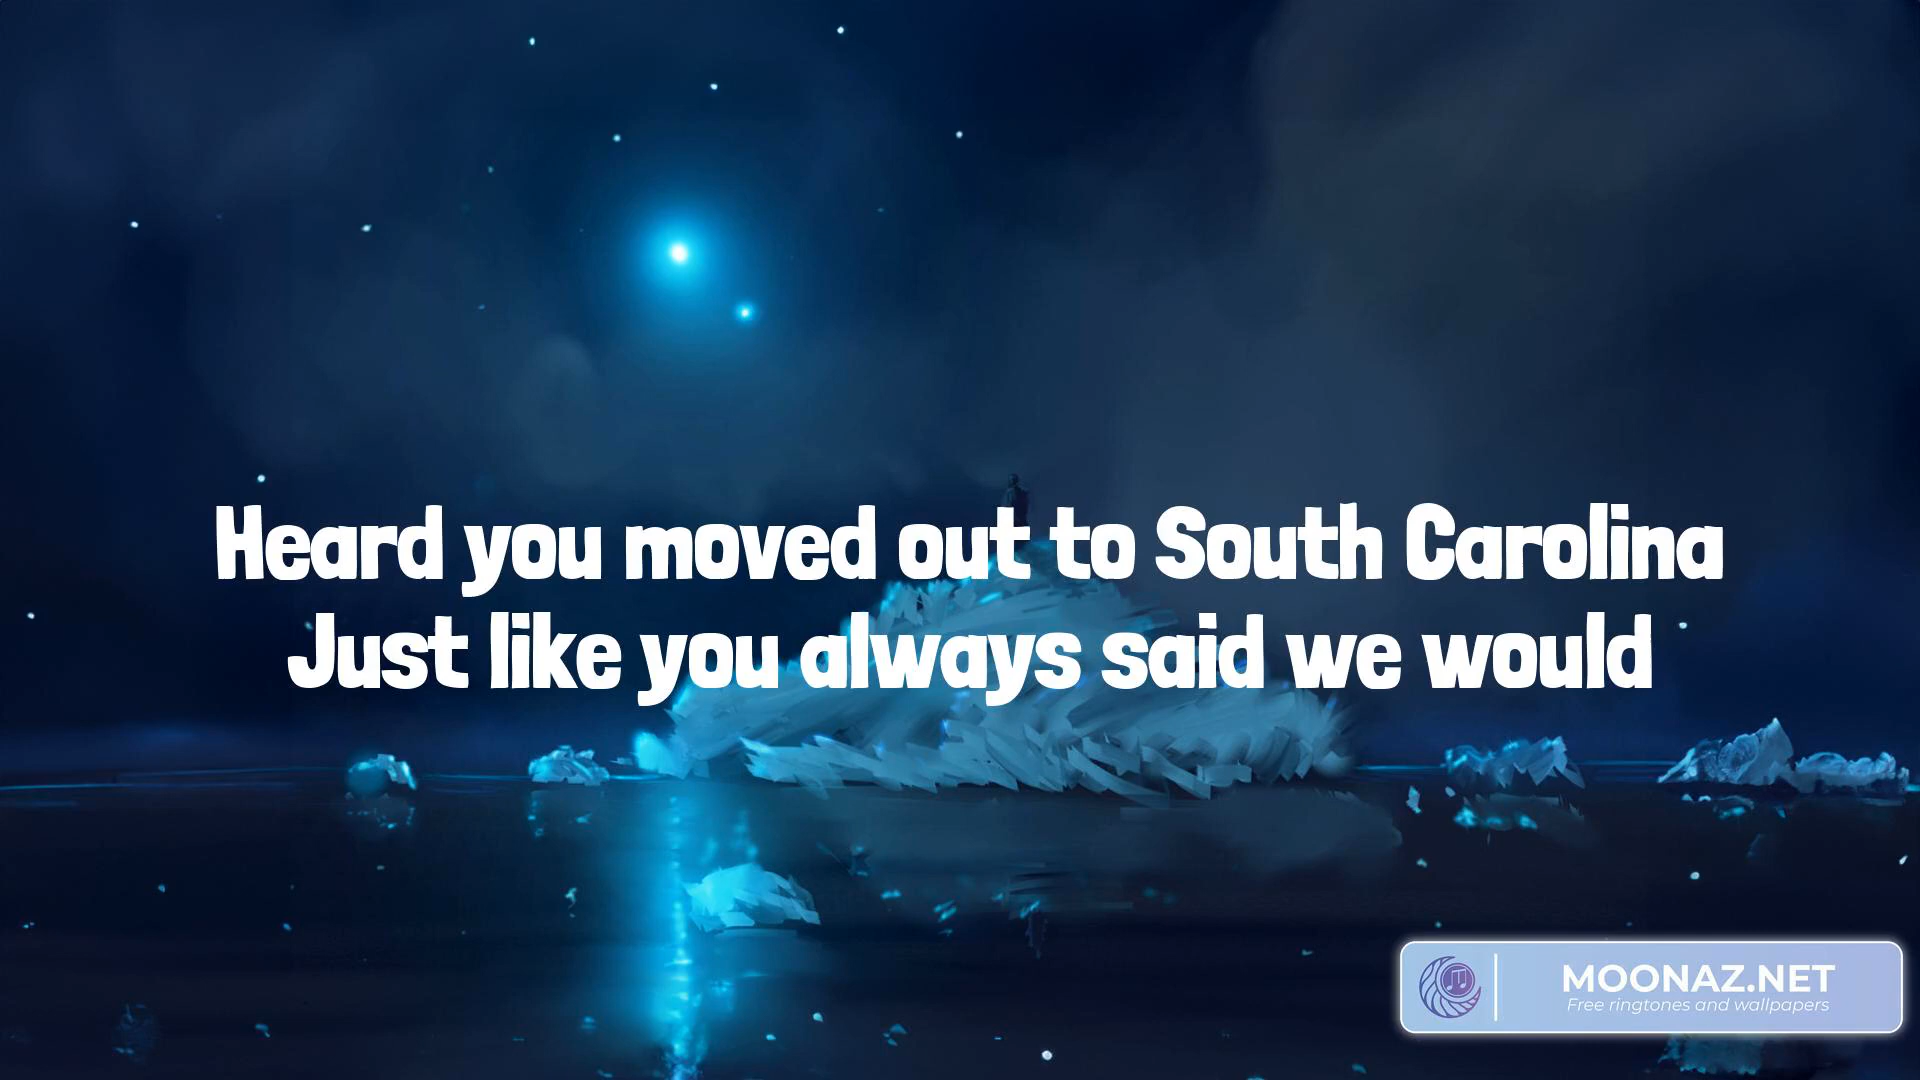 Heard you moved out to South Carolina
Just like you always said we would
MOONAZ.NET
Free ringtones and wallpapers